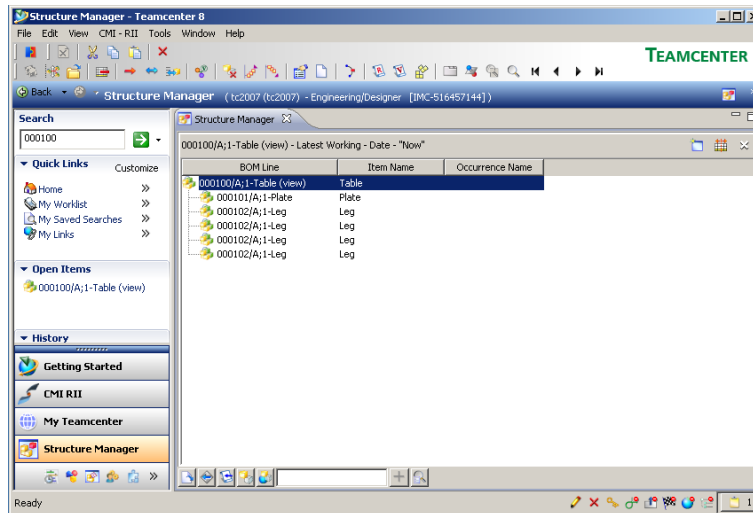 Structure Manager - Teamcenter 8
File Edit View CMI - RII Tools Window Help
TEAMCENTER
Back Structure Manager ( tc2007 (tc2007) - Engineering/Designer [IMC-516457144] )
Search
000100
Quick Links Customize
Home
My Worklist
My Saved Searches
My Links
Open Items
000100/A;1-Table (view)
History
Getting Started
CMI RII
My Teamcenter
Structure Manager
Structure Manager
000100/A;1-Table (view) - Latest Working - Date - "Now"
BOM Line Item Name Occurrence Name
000100/A;1-Table (view) Table
000101/A;1-Plate Plate
000102/A;1-Leg Leg
000102/A;1-Leg Leg
000102/A;1-Leg Leg
000102/A;1-Leg Leg
Ready 1